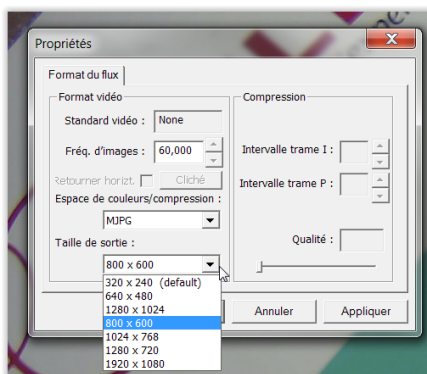 Propriétés
Format du flux
Format vidéo
Standard vidéo : None
Fréq. d'images : 60,000
Retourner horizt. Cliché
Espace de couleurs/compression :
MJPG
Taille de sortie :
800 x 600
320 x 240 (default)
640 x 480
1280 x 1024
800 x 600
1024 x 768
1280 x 720
1920 x 1080
Compression
Intervalle trame I :
Intervalle trame P :
Qualité :
Annuler
Appliquer